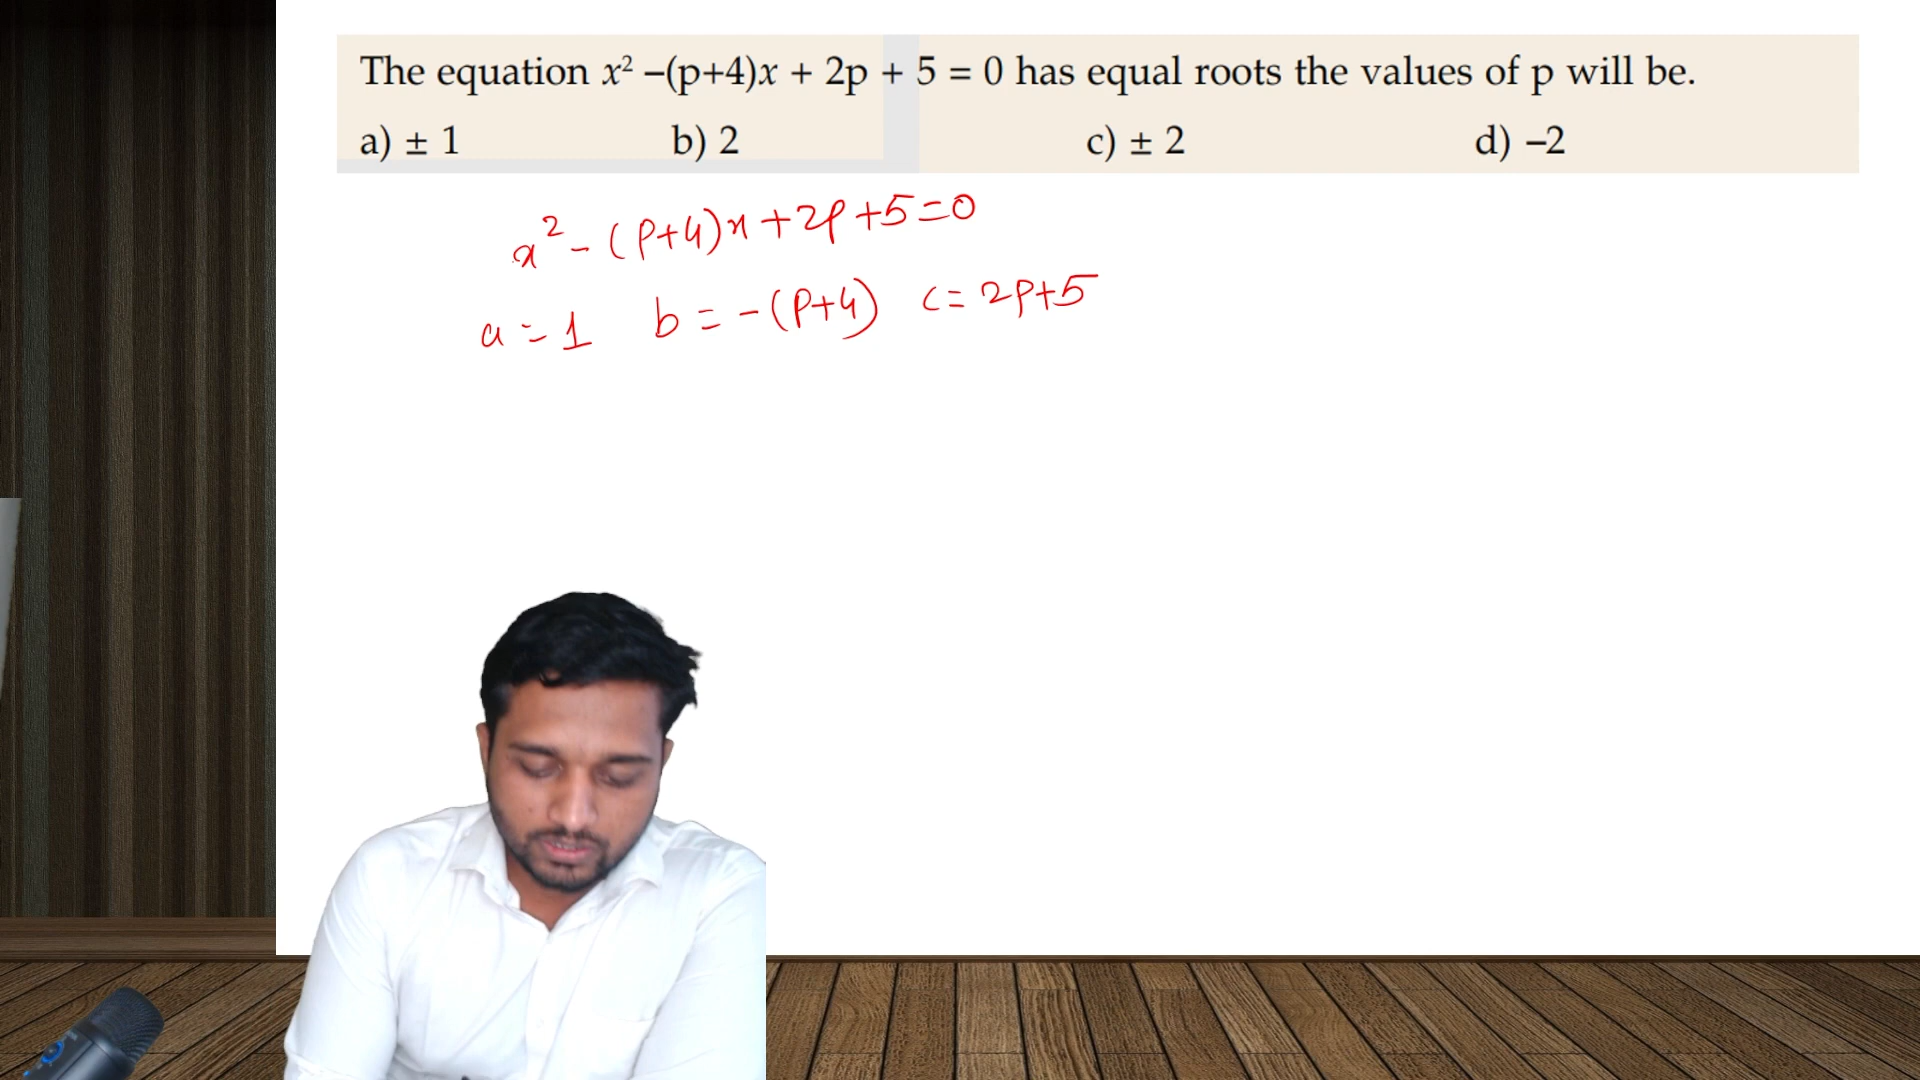 The equation x² –(p+4)x + 2p + 5 = 0 has equal roots the values of p will be.
a) ± 1 b) 2 c) ± 2 d) –2
x² - (P+4)x + 2P + 5 = 0
a = 1 b = -(P+4) c = 2P+5